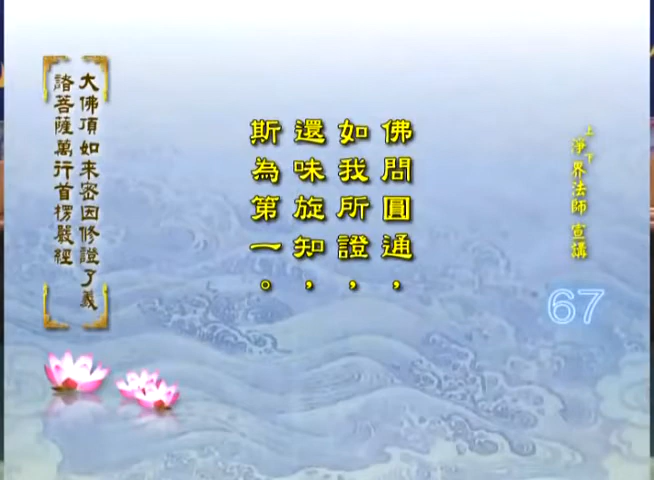 上淨下界法師 宣講
67
佛問圓通，
如我所證，
還味旋知，
斯為第一。
大佛頂如來密因修證了義
諸菩薩萬行首楞嚴經